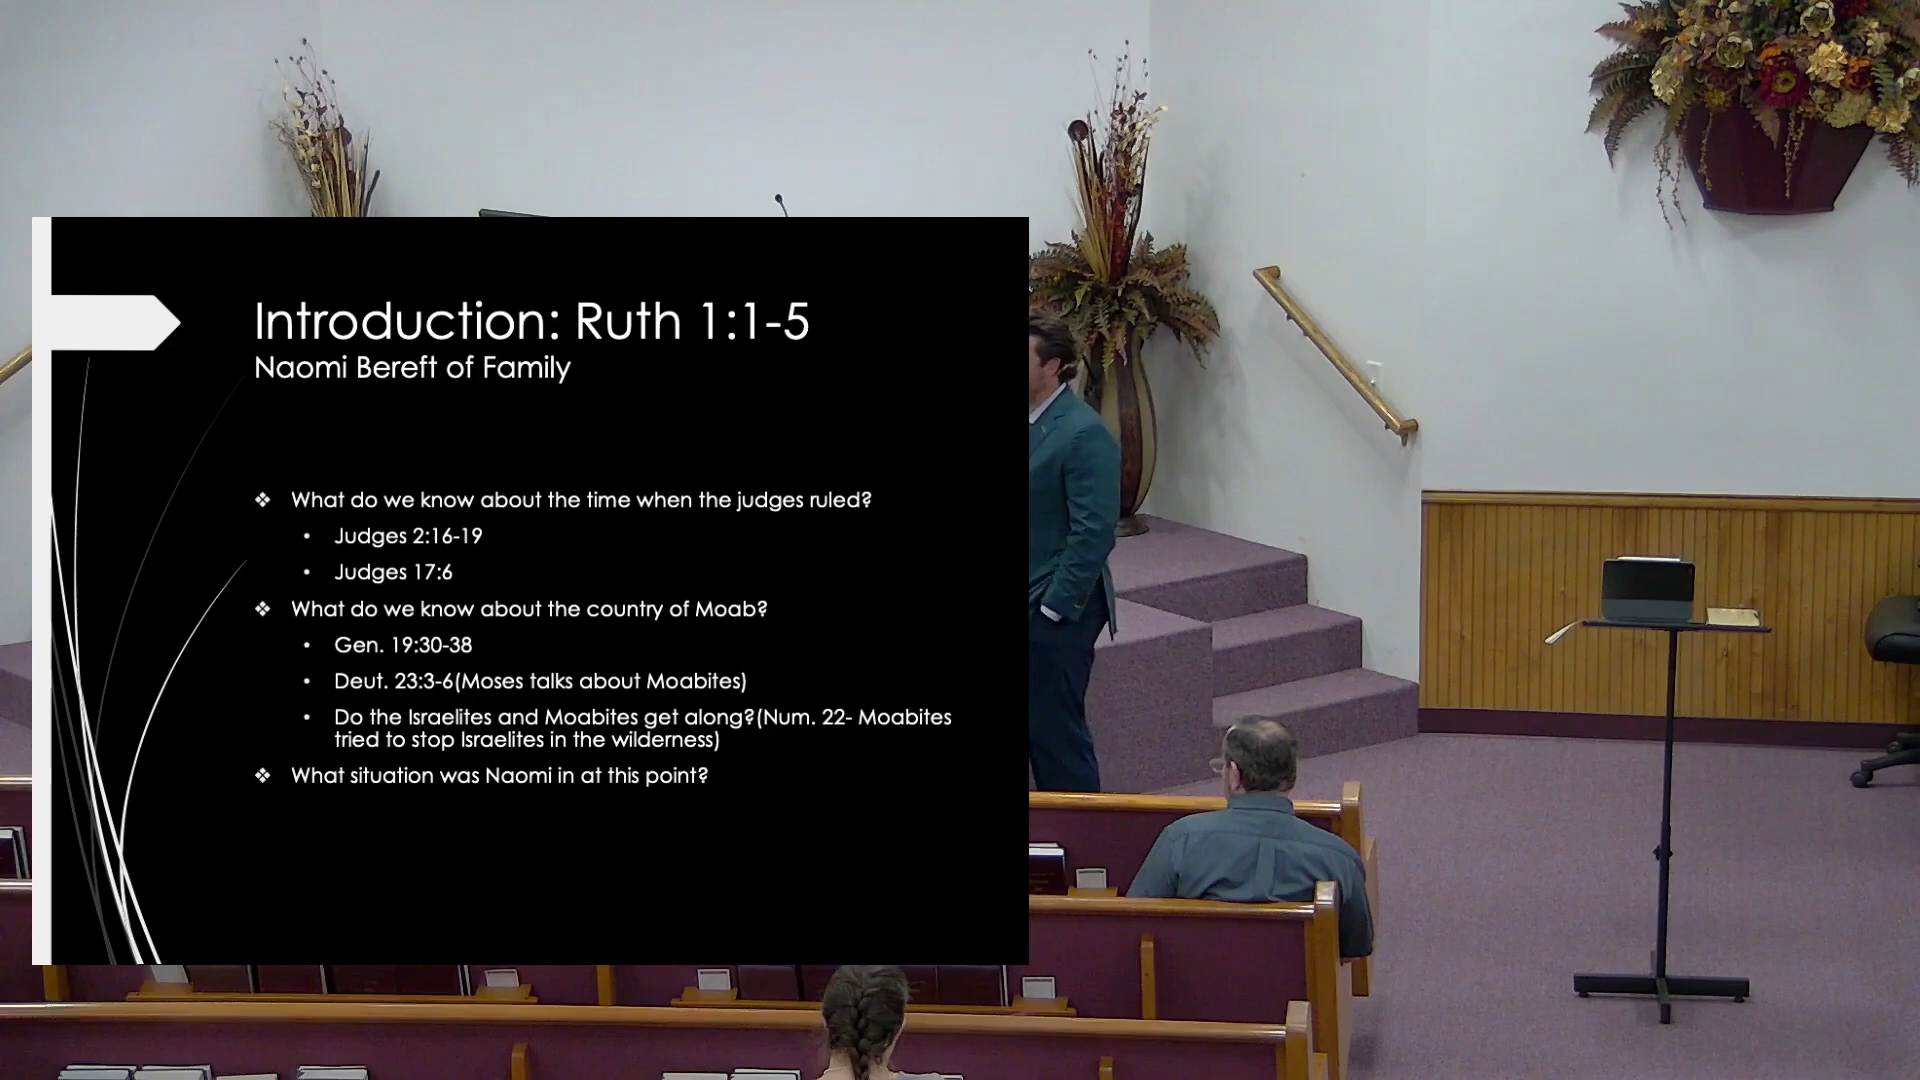 Introduction: Ruth 1:1-5
Naomi Bereft of Family
❖ What do we know about the time when the judges ruled?
• Judges 2:16-19
• Judges 17:6
❖ What do we know about the country of Moab?
• Gen. 19:30-38
• Deut. 23:3-6(Moses talks about Moabites)
• Do the Israelites and Moabites get along?(Num. 22- Moabites
tried to stop Israelites in the wilderness)
❖ What situation was Naomi in at this point?